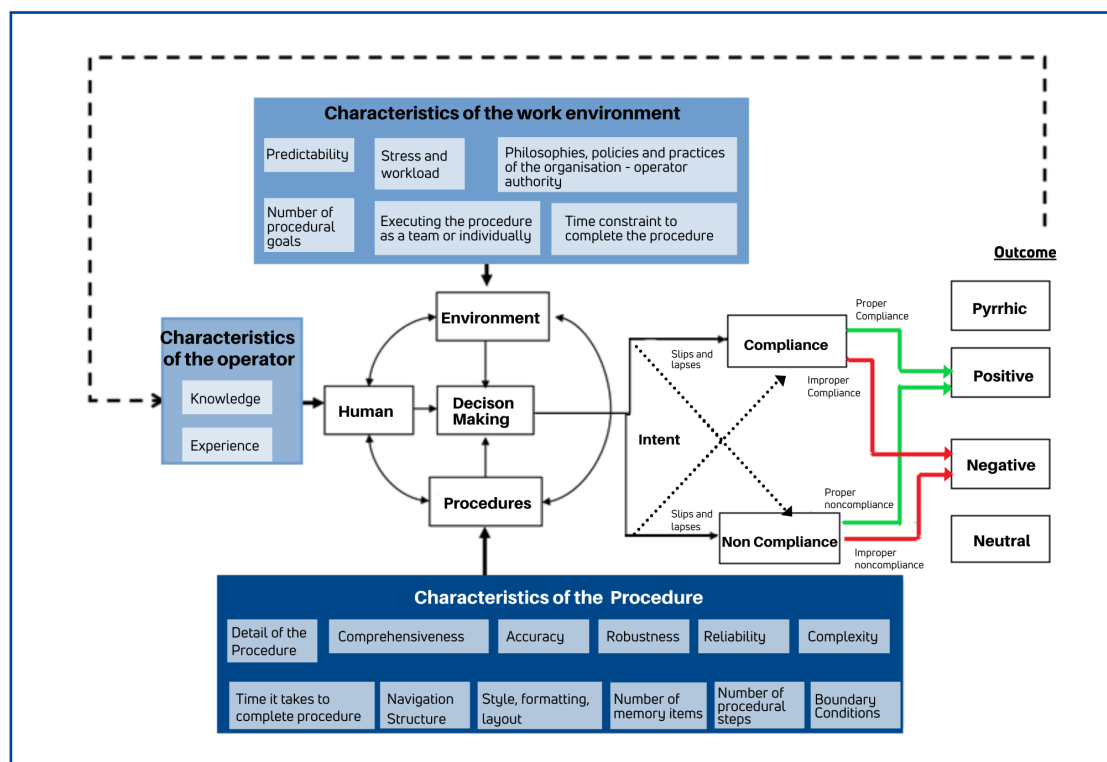 Characteristics of the work environment
Predictability
Stress and
workload
Philosophies, policies and practices
of the organisation - operator
authority
Number of
procedural
goals
Executing the procedure
as a team or individually
Time constraint to
complete the procedure
Outcome
Characteristics
of the operator
Knowledge
Experience
Environment
Human
Decison
Making
Procedures
Intent
Slips and
lapses
Slips and
lapses
Compliance
Non Compliance
Proper
Compliance
Improper
Compliance
Proper
noncompliance
Improper
noncompliance
Pyrrhic
Positive
Negative
Neutral
Characteristics of the Procedure
Detail of the
Procedure
Comprehensiveness
Accuracy
Robustness
Reliability
Complexity
Time it takes to
complete procedure
Navigation
Structure
Style, formatting,
layout
Number of
memory items
Number of
procedural
steps
Boundary
Conditions